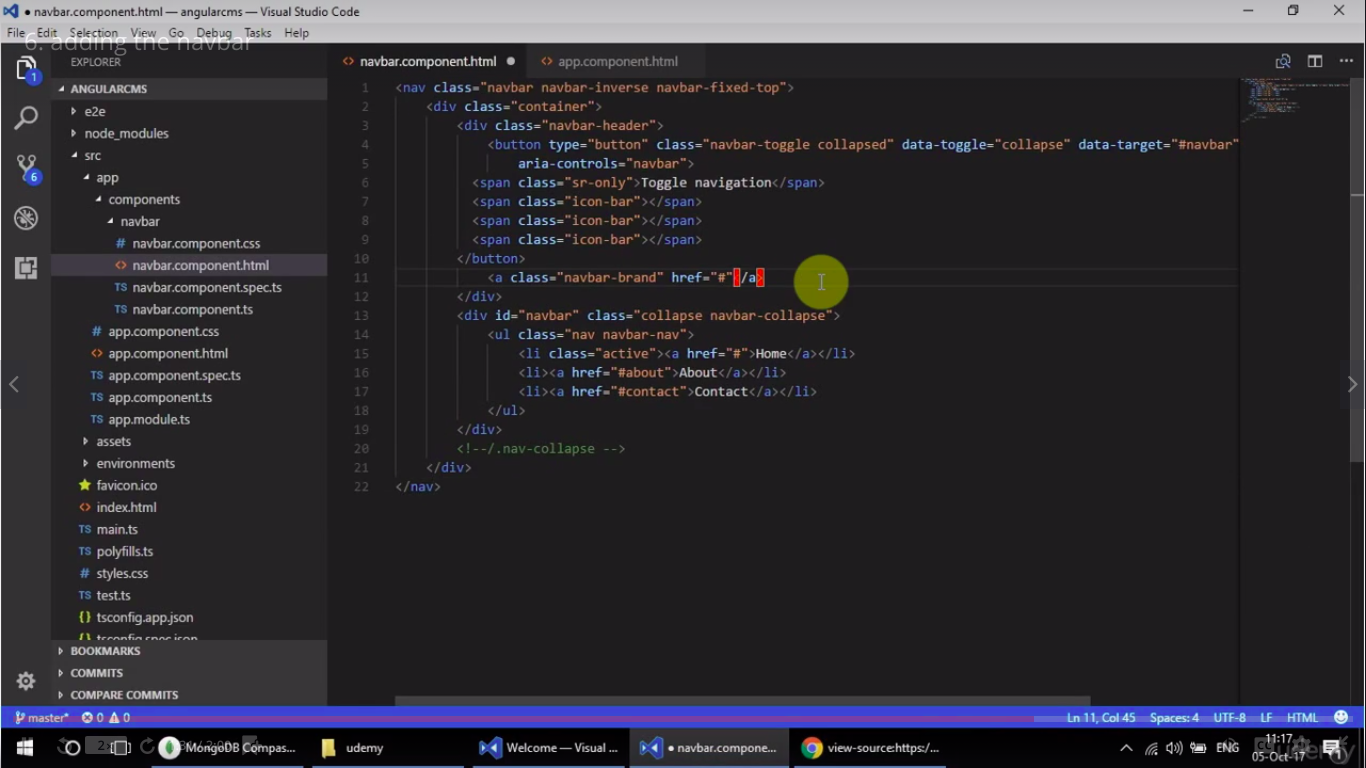 navbar.component.html - angularcms - Visual Studio Code
File Edit Selection View Go Debug Tasks Help
6. adding the navbar
EXPLORER
navbar.component.html
app.component.html
ANGULARCMS
e2e
node_modules
src
app
components
navbar
navbar.component.css
navbar.component.html
navbar.component.spec.ts
navbar.component.ts
app.component.css
app.component.html
app.component.spec.ts
app.component.ts
app.module.ts
assets
environments
favicon.ico
index.html
main.ts
polyfills.ts
styles.css
test.ts
tsconfig.app.json
tsconfig.spec.json
BOOKMARKS
COMMITS
COMPARE COMMITS
1
6
1 <nav class="navbar navbar-inverse navbar-fixed-top">
2 <div class="container">
3 <div class="navbar-header">
4 <button type="button" class="navbar-toggle collapsed" data-toggle="collapse" data-target="#navbar"
5 aria-controls="navbar">
6 <span class="sr-only">Toggle navigation</span>
7 <span class="icon-bar"></span>
8 <span class="icon-bar"></span>
9 <span class="icon-bar"></span>
10 </button>
11 <a class="navbar-brand" href="#"</a>
12 </div>
13 <div id="navbar" class="collapse navbar-collapse">
14 <ul class="nav navbar-nav">
15 <li class="active"><a href="#">Home</a></li>
16 <li><a href="#about">About</a></li>
17 <li><a href="#contact">Contact</a></li>
18 </ul>
19 </div>
20 <!--/.nav-collapse -->
21 </div>
22 </nav>
master* 0 0 Ln 11, Col 45 Spaces: 4 UTF-8 LF HTML
MongoDB Compas... udemy Welcome — Visual ... navbar.compone... view-source:https:/... ENG 11:17
05-Oct-17
1
udemy